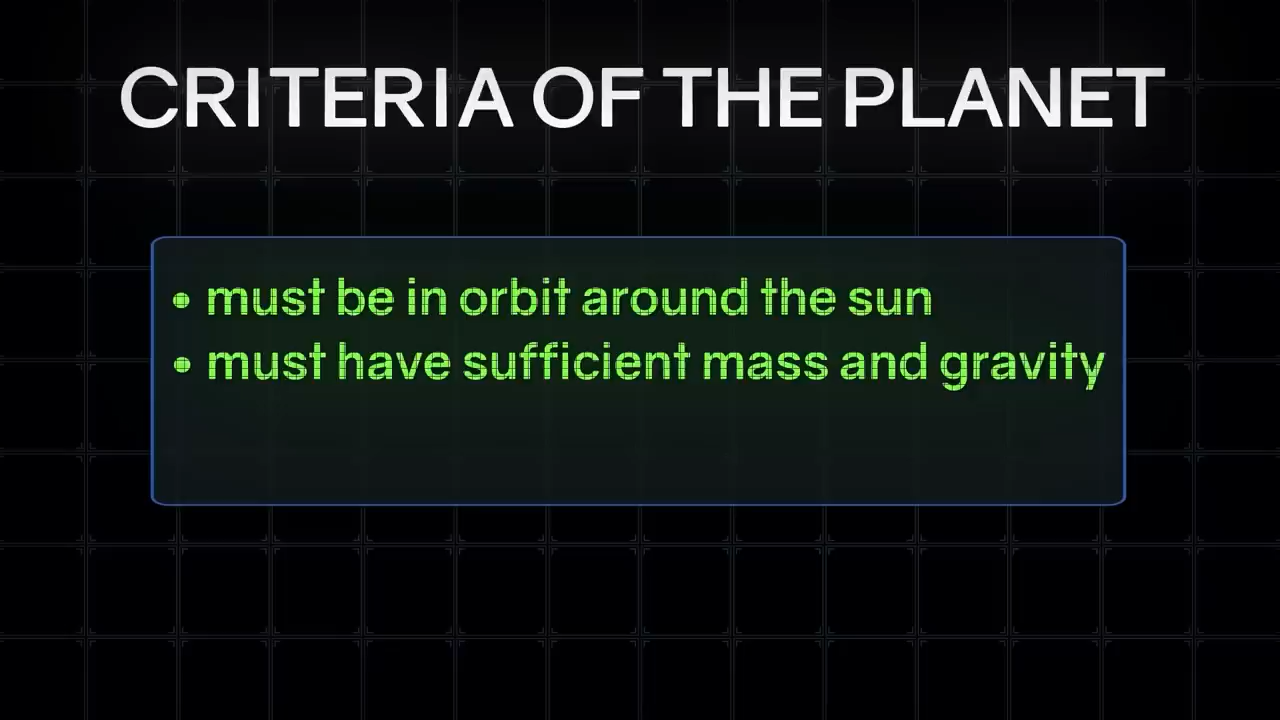 CRITERIA OF THE PLANET
• must be in orbit around the sun
• must have sufficient mass and gravity